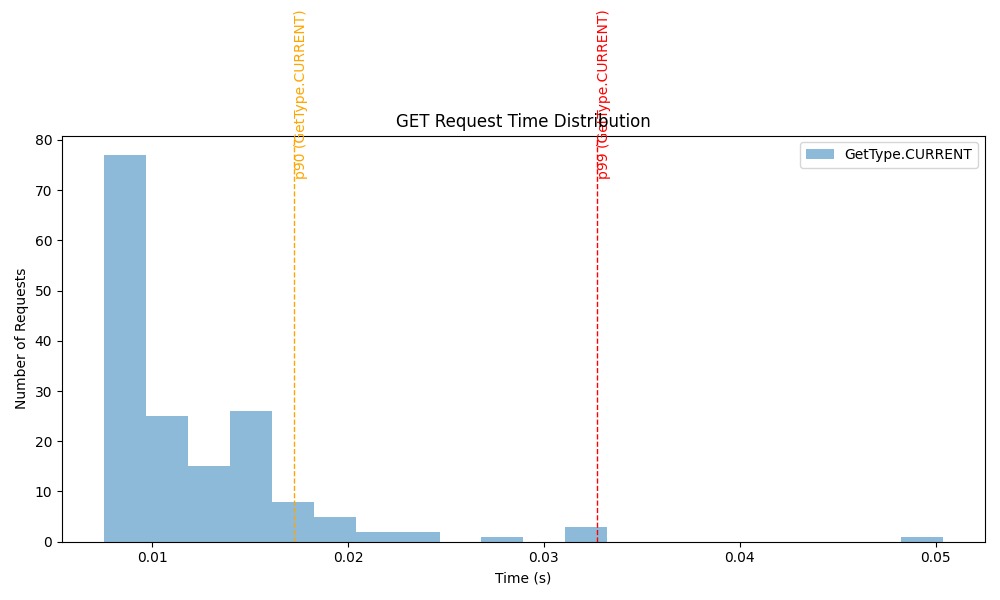 p90 (GetType.CURRENT)
p99 (GetType.CURRENT)
GET Request Time Distribution
GetType.CURRENT
Number of Requests
80
70
60
50
40
30
20
10
0
0.01 0.02 0.03 0.04 0.05
Time (s)